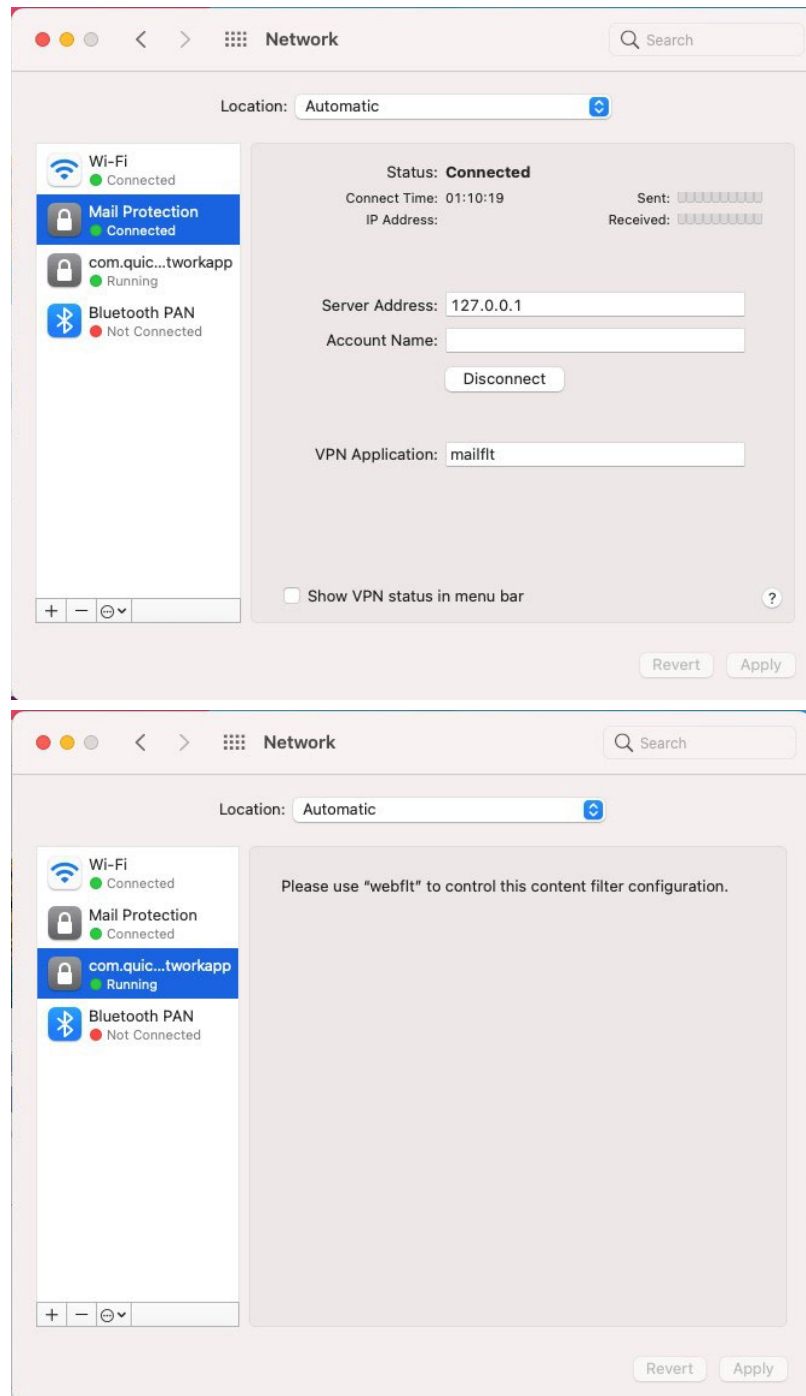 Network
Search
Location: Automatic
Wi-Fi
Connected
Mail Protection
Connected
com.quic...tworkapp
Running
Bluetooth PAN
Not Connected
Status: Connected
Connect Time: 01:10:19
Sent:
IP Address:
Received:
Server Address: 127.0.0.1
Account Name:
Disconnect
VPN Application: mailflt
Show VPN status in menu bar
?
Revert
Apply
Network
Search
Location: Automatic
Wi-Fi
Connected
Mail Protection
Connected
com.quic...tworkapp
Running
Bluetooth PAN
Not Connected
Please use "webflt" to control this content filter configuration.
Revert
Apply